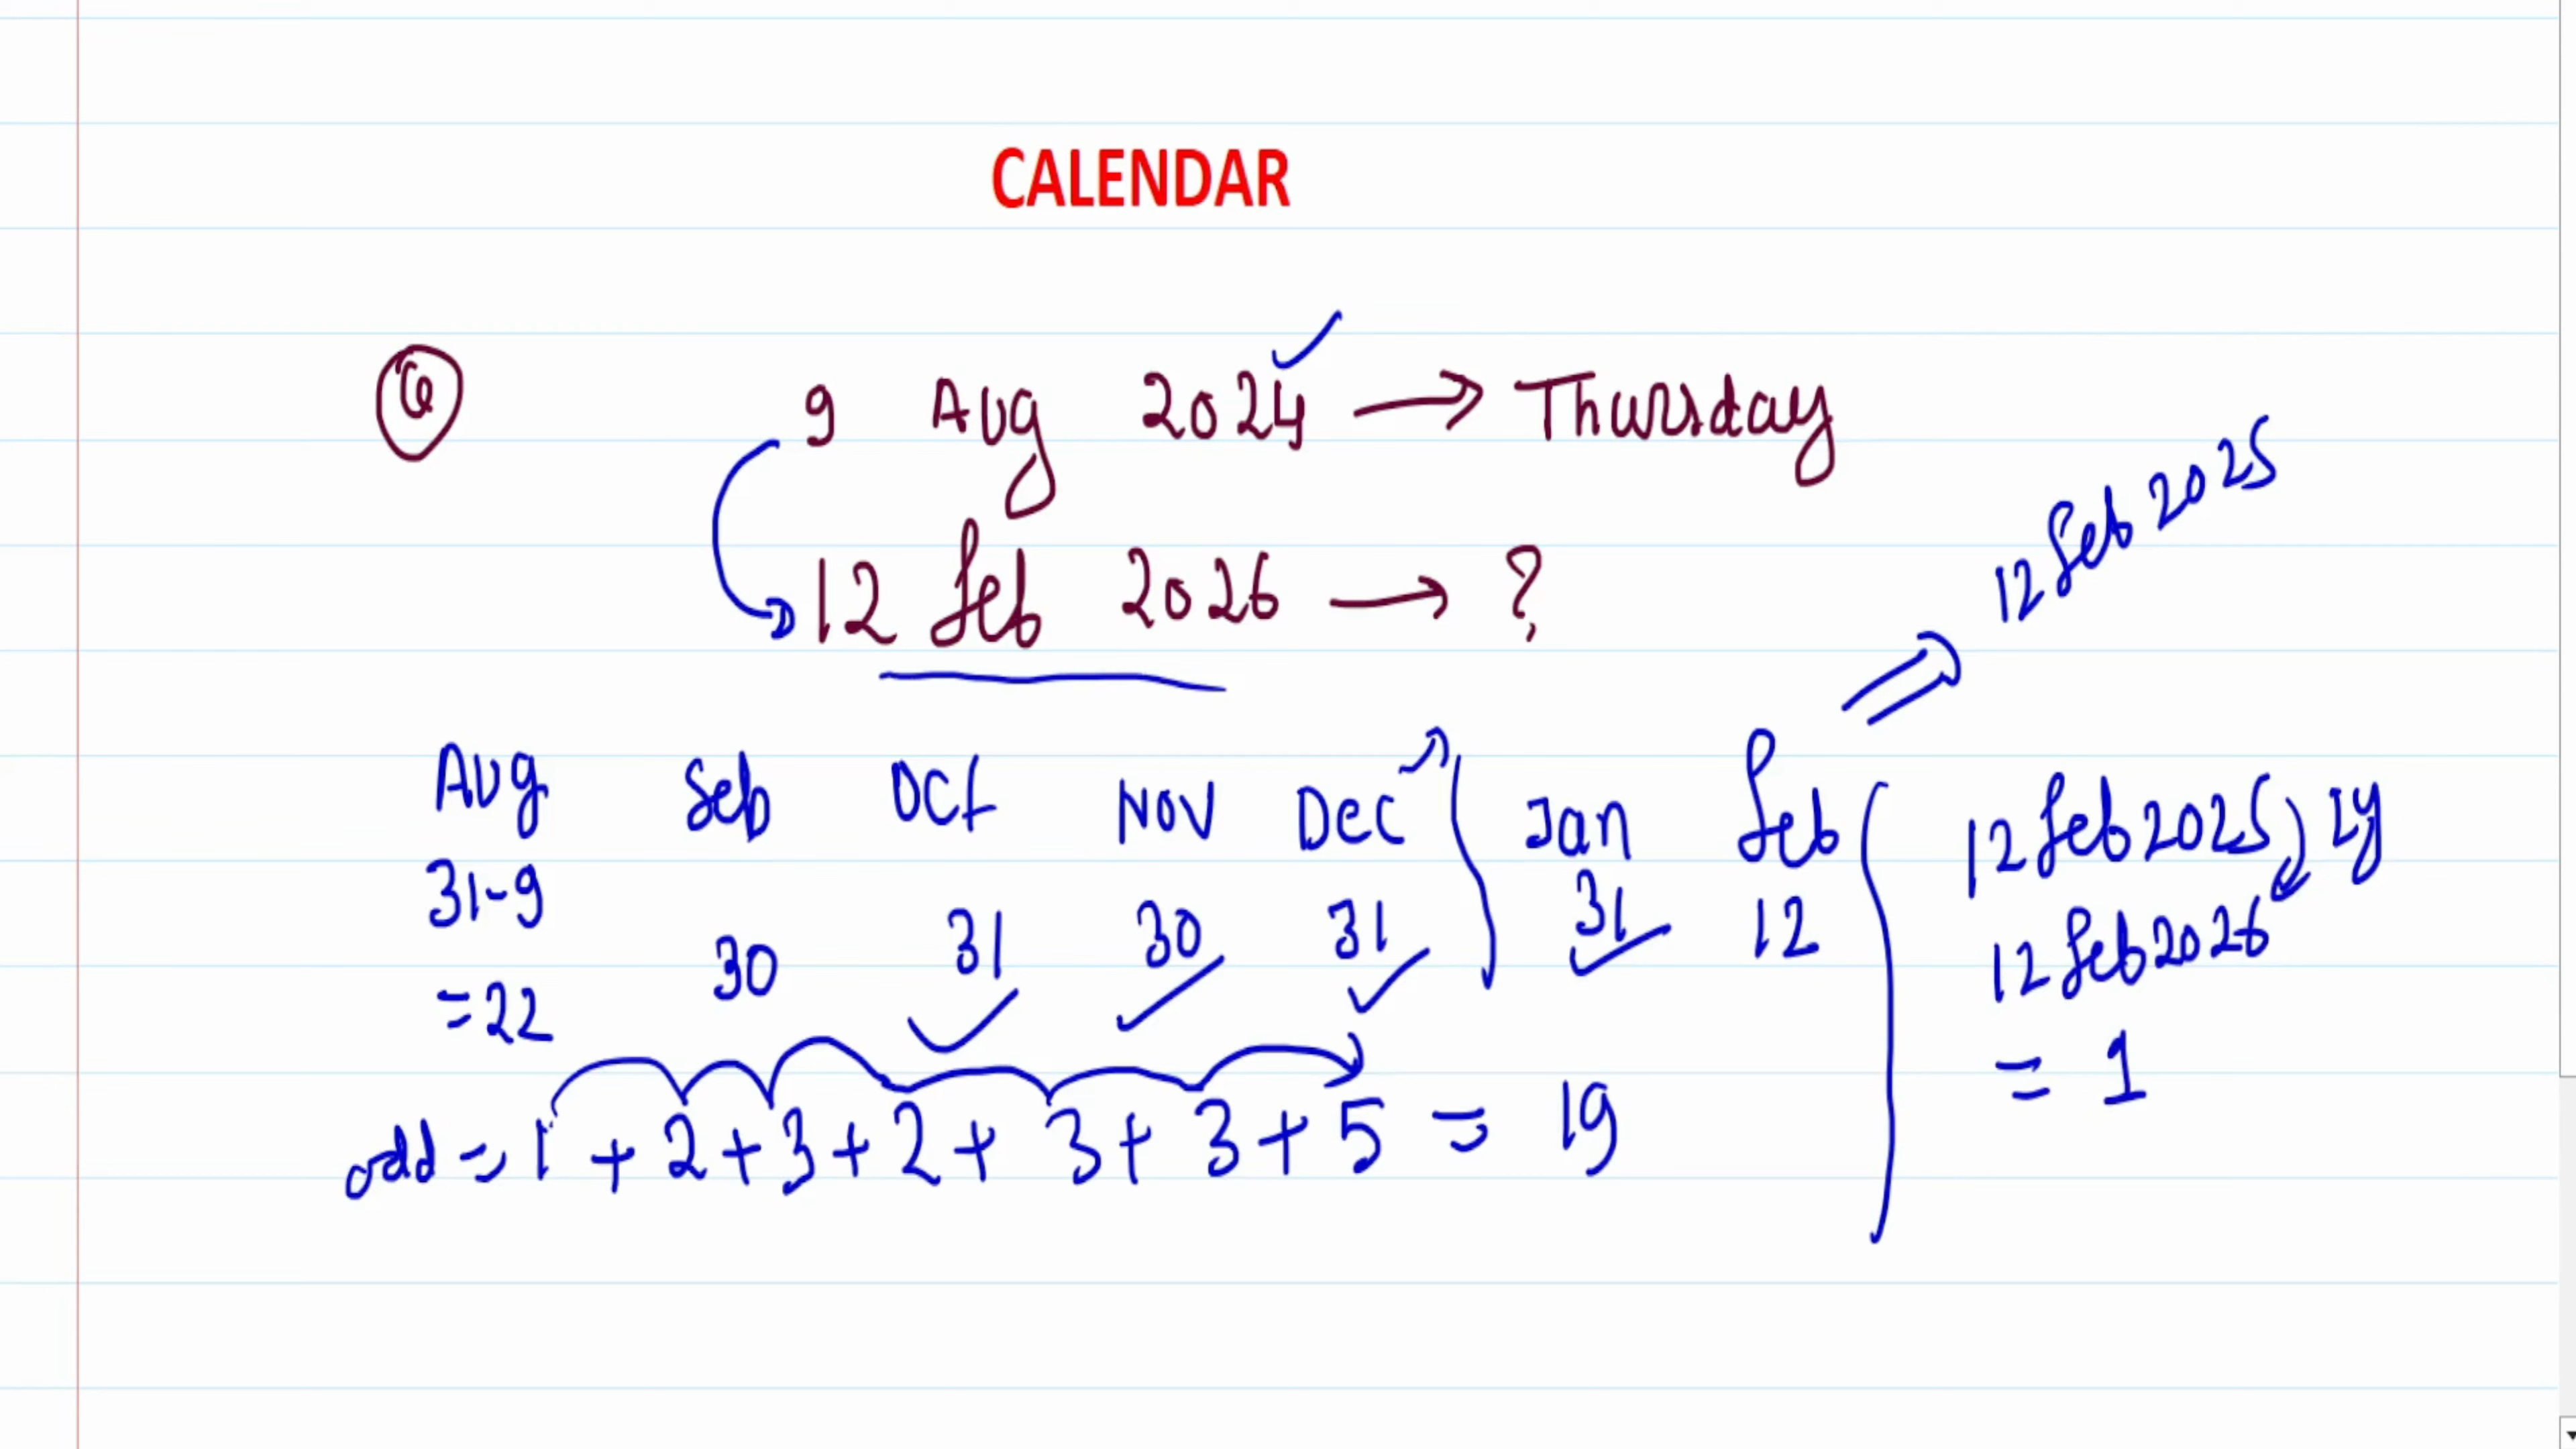 CALENDAR
Q 9 Aug 2024 → Thursday
12 feb 2026 → ?
12 feb 2025
Aug Seb Oct Nov Dec Jan feb
31-9 30 31 30 31 31 12
=22
odd = 1 + 2 + 3 + 2 + 3 + 3 + 5 = 19
12 feb 2025 1y
12 feb 2026
= 1